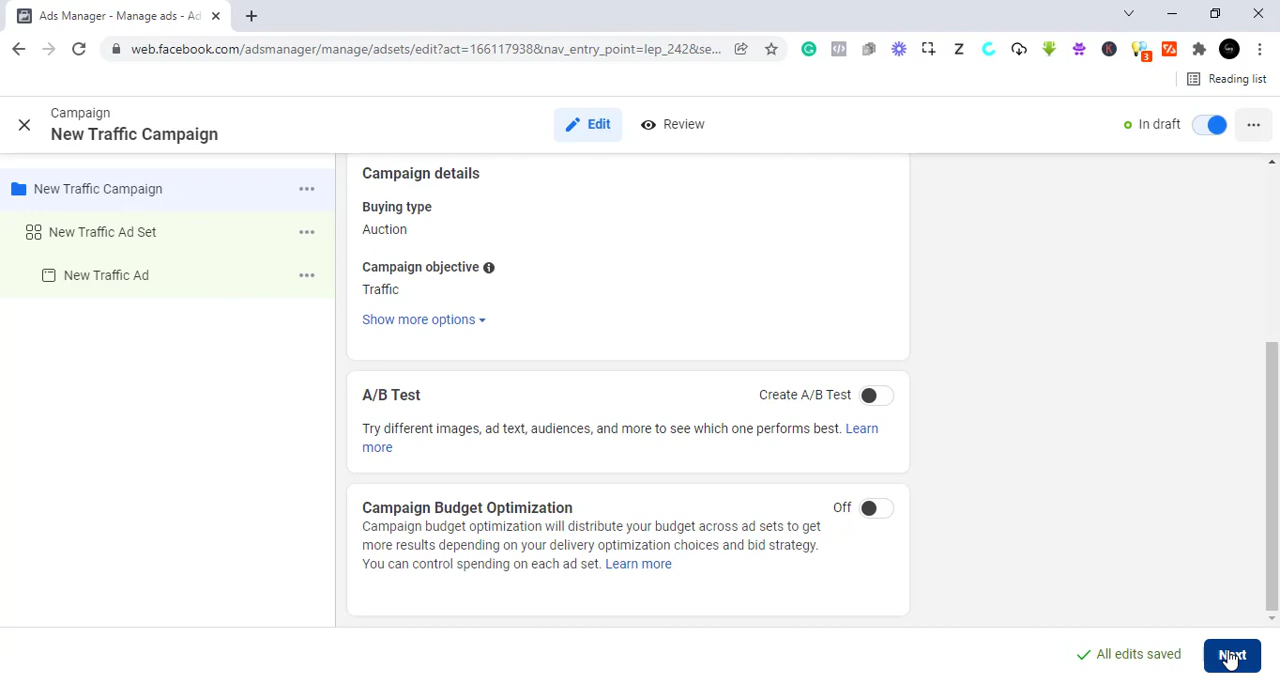 Ads Manager - Manage ads - Ad
web.facebook.com/adsmanager/manage/adsets/edit?act=166117938&nav_entry_point=lep_242&se...
Z
K
3
Reading list
Campaign
New Traffic Campaign
Edit
Review
In draft
New Traffic Campaign
New Traffic Ad Set
New Traffic Ad
Campaign details
Buying type
Auction
Campaign objective
Traffic
Show more options
A/B Test
Create A/B Test
Try different images, ad text, audiences, and more to see which one performs best. Learn
more
Campaign Budget Optimization
Off
Campaign budget optimization will distribute your budget across ad sets to get
more results depending on your delivery optimization choices and bid strategy.
You can control spending on each ad set. Learn more
All edits saved
Next